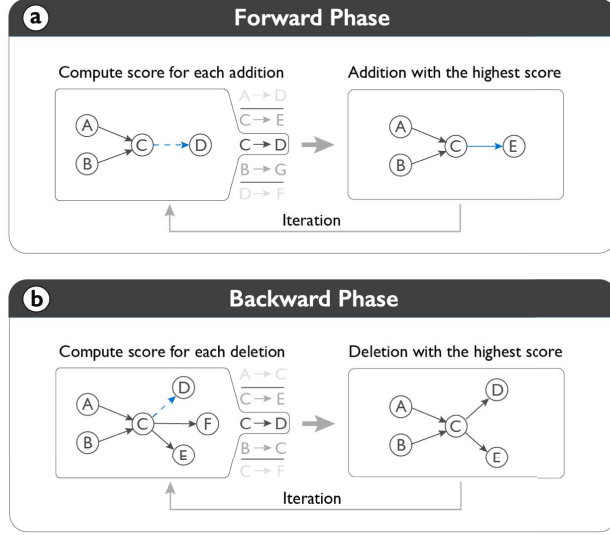 a
Forward Phase
Compute score for each addition
Addition with the highest score
A → D
C → E
C → D
B → G
D → F
A
B
C
D
A
B
C
E
Iteration
b
Backward Phase
Compute score for each deletion
Deletion with the highest score
A → C
C → E
C → D
B → C
C → F
A
B
C
D
F
E
A
B
C
D
E
Iteration